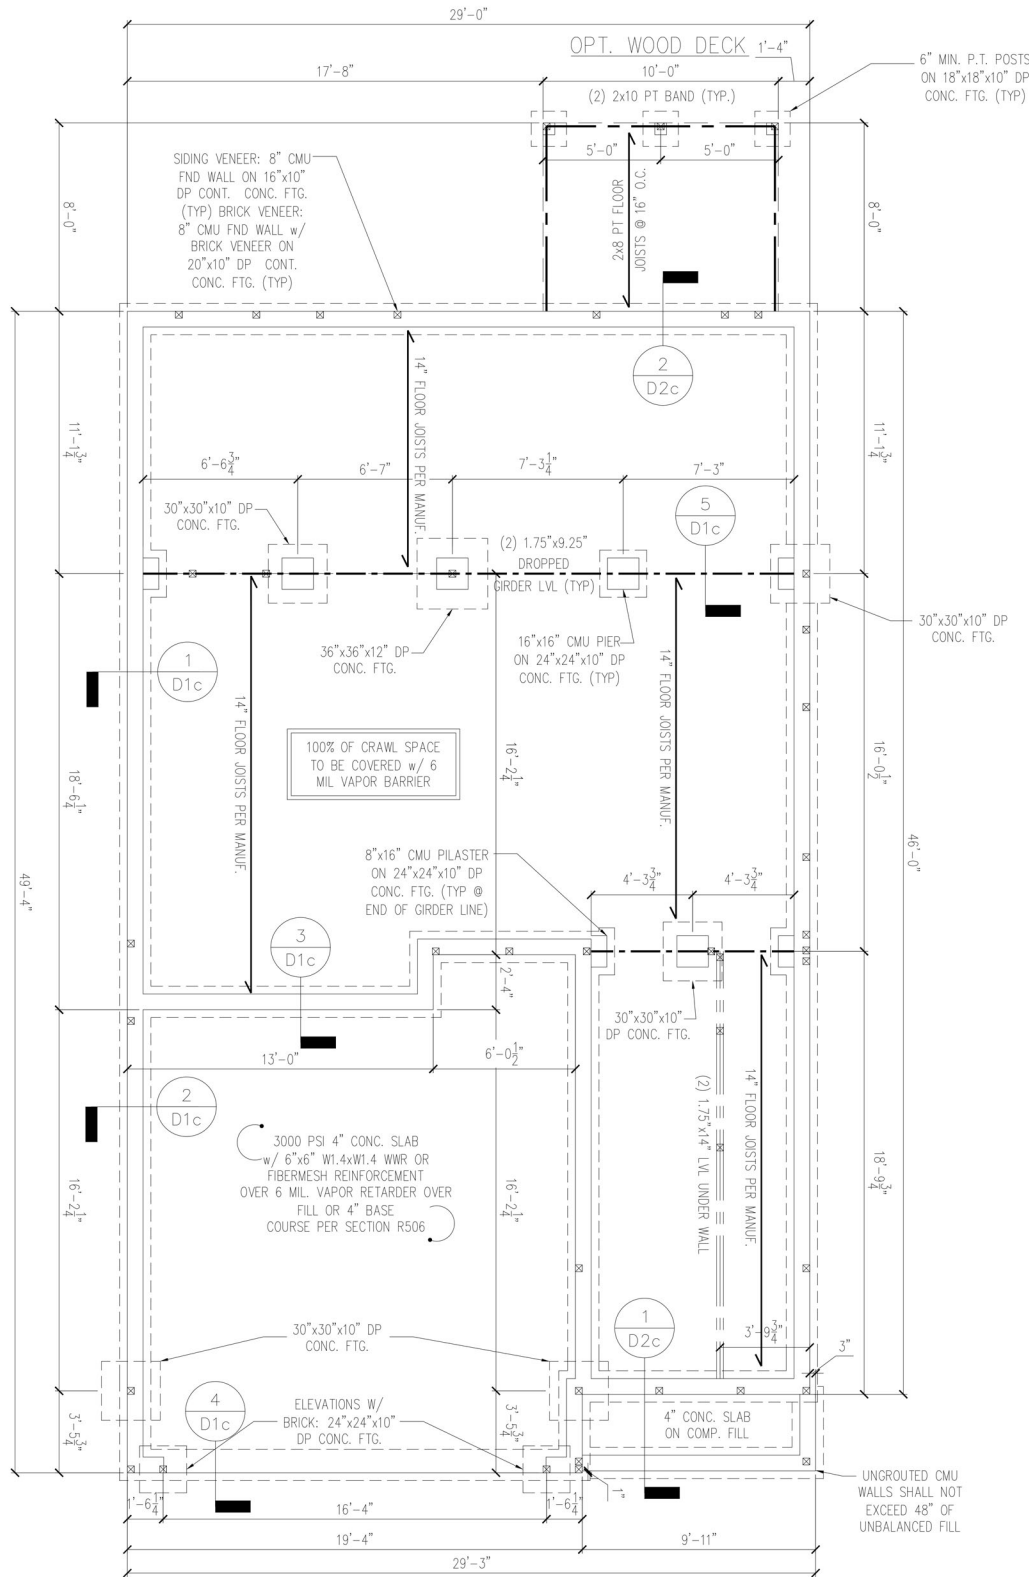 29'-0"
OPT. WOOD DECK
1'-4"
17'-8"
10'-0"
6" MIN. P.T. POSTS
ON 18"x18"x10" DP
CONC. FTG. (TYP)
(2) 2x10 PT BAND (TYP.)
5'-0"
5'-0"
SIDING VENEER: 8" CMU
FND WALL ON 16"x10"
DP CONT. CONC. FTG.
(TYP) BRICK VENEER:
8" CMU FND WALL w/
BRICK VENEER ON
20"x10" DP CONT.
CONC. FTG. (TYP)
8'-0"
2x8 PT FLOOR
JOISTS @ 16" O.C.
8'-0"
2
D2c
14" FLOOR JOISTS PER MANUF.
11'-1 3/4"
11'-1 3/4"
6'-6 3/4"
6'-7"
7'-3 1/4"
7'-3"
30"x30"x10" DP
CONC. FTG.
5
D1c
(2) 1.75"x9.25"
DROPPED
GIRDER LVL (TYP)
36"x36"x12" DP
CONC. FTG.
16"x16" CMU PIER
ON 24"x24"x10" DP
CONC. FTG. (TYP)
30"x30"x10" DP
CONC. FTG.
1
D1c
14" FLOOR JOISTS PER MANUF.
14" FLOOR JOISTS PER MANUF.
100% OF CRAWL SPACE
TO BE COVERED w/ 6
MIL VAPOR BARRIER
18'-6 1/4"
16'-2 1/4"
16'-0 1/2"
46'-0"
49'-4"
8"x16" CMU PILASTER
ON 24"x24"x10" DP
CONC. FTG. (TYP @
END OF GIRDER LINE)
4'-3 3/4"
4'-3 3/4"
3
D1c
2'-4"
30"x30"x10"
DP CONC. FTG.
13'-0"
6'-0 1/2"
2
D1c
(2) 1.75"x14" LVL UNDER WALL
14" FLOOR JOISTS PER MANUF.
3000 PSI 4" CONC. SLAB
w/ 6"x6" W1.4xW1.4 WWR OR
FIBERMESH REINFORCEMENT
OVER 6 MIL. VAPOR RETARDER OVER
FILL OR 4" BASE
COURSE PER SECTION R506
16'-2 1/4"
16'-2 1/4"
18'-9 3/4"
30"x30"x10" DP
CONC. FTG.
1
D2c
3'-9 3/4"
3"
4
D1c
ELEVATIONS W/
BRICK: 24"x24"x10"
DP CONC. FTG.
3'-5 3/4"
3'-5 3/4"
4" CONC. SLAB
ON COMP. FILL
UNGROUTED CMU
WALLS SHALL NOT
EXCEED 48" OF
UNBALANCED FILL
1'-6 1/4"
16'-4"
1'-6 1/4"
1"
19'-4"
9'-11"
29'-3"